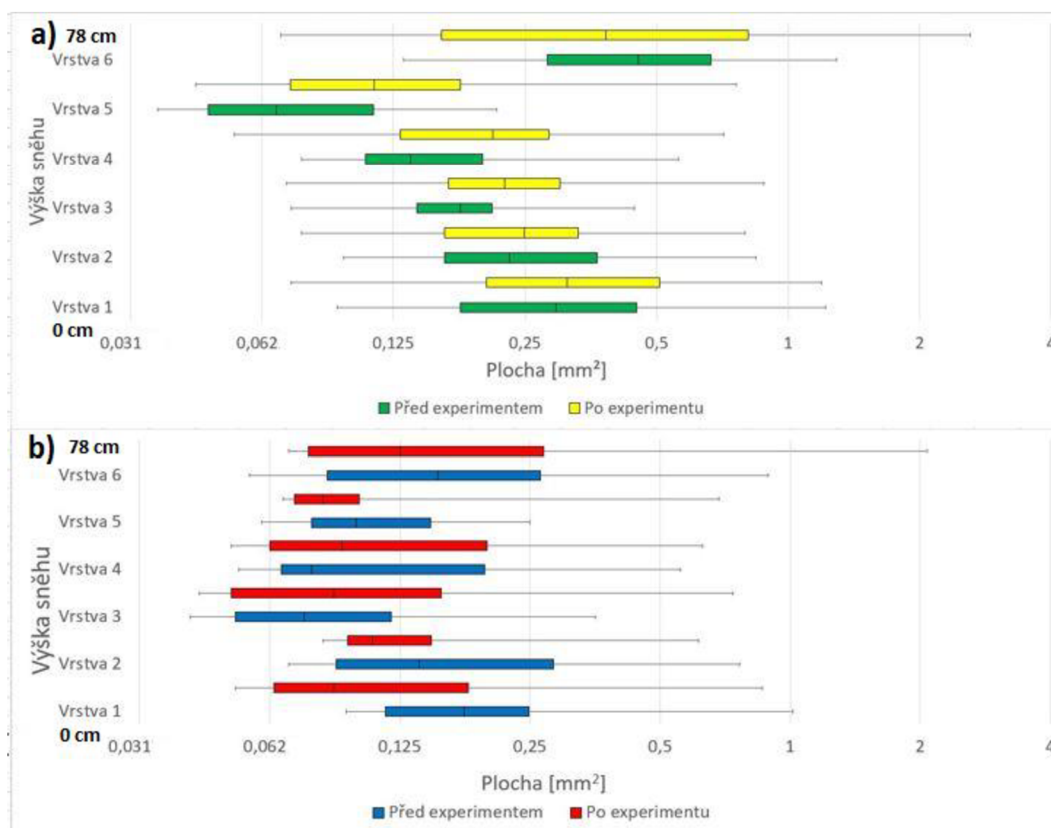 a) 78 cm
Vrstva 6
Vrstva 5
Vrstva 4
Vrstva 3
Vrstva 2
Vrstva 1
0 cm
Výška sněhu
0,031 0,062 0,125 0,25 0,5 1 2 4
Plocha [mm²]
Před experimentem Po experimentu
b) 78 cm
Vrstva 6
Vrstva 5
Vrstva 4
Vrstva 3
Vrstva 2
Vrstva 1
0 cm
Výška sněhu
0,031 0,062 0,125 0,25 0,5 1 2 4
Plocha [mm²]
Před experimentem Po experimentu